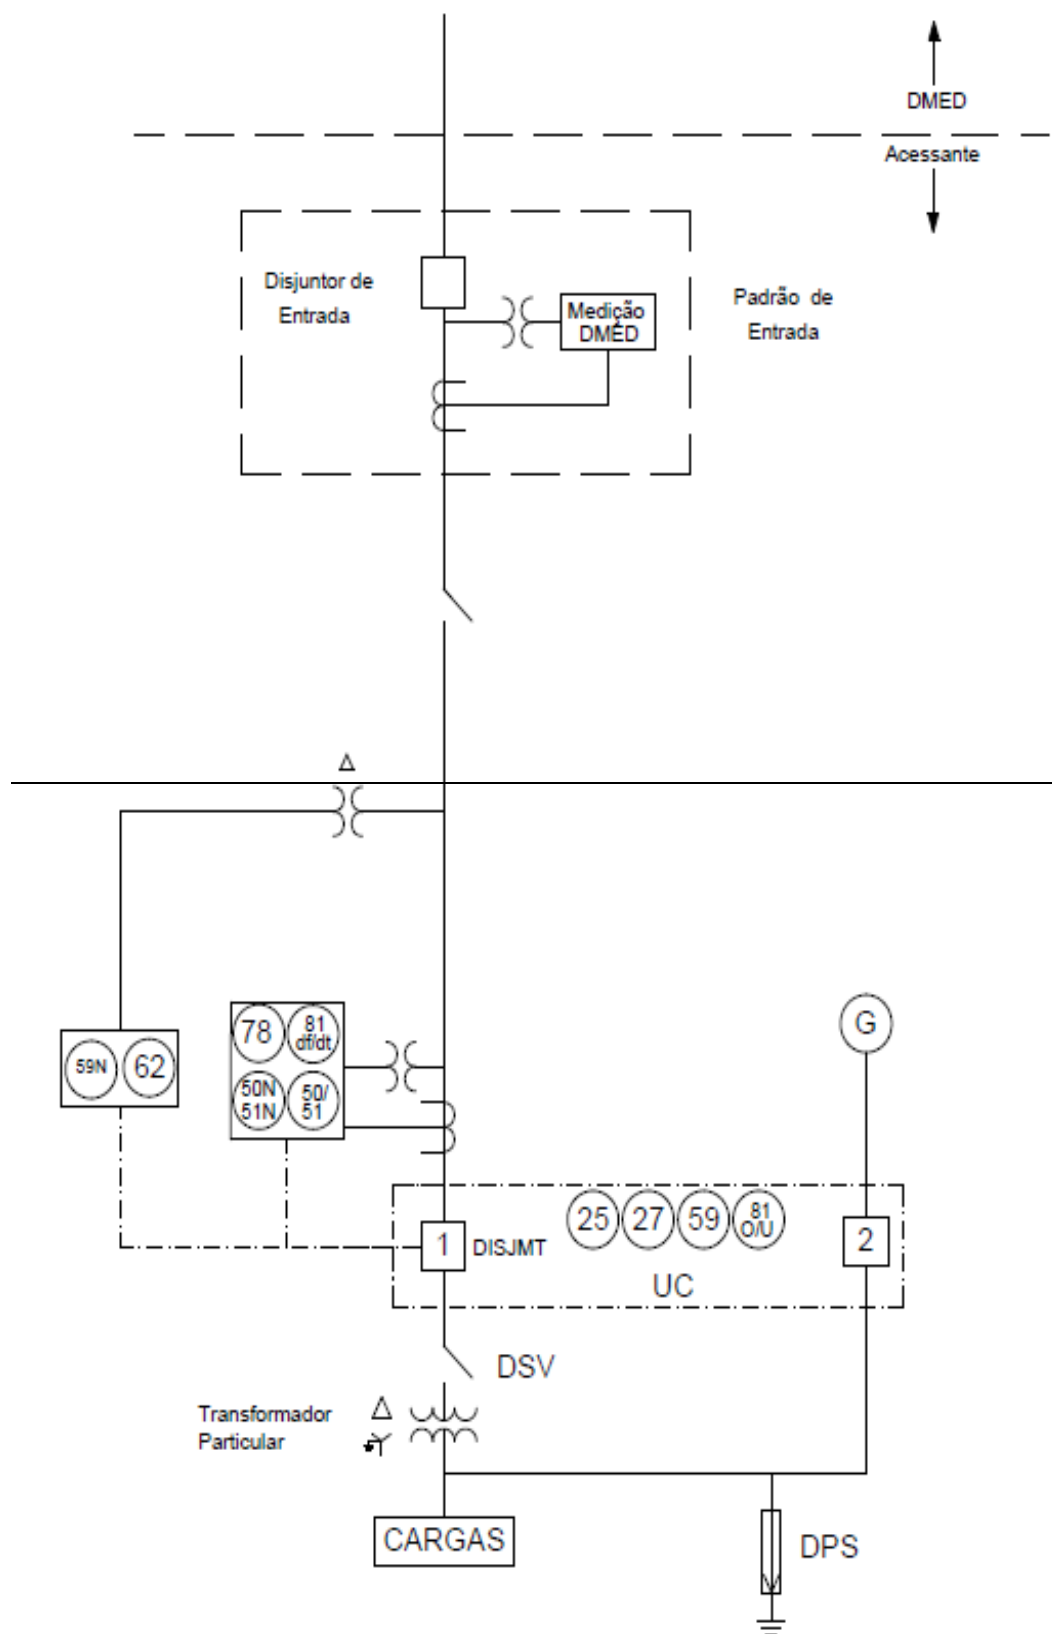 DMED
Acessante
Disjuntor de
Entrada
Medição
DMED
Padrão de
Entrada
Δ
G
78
81
df/dt
59N
62
50N
51N
50/
51
25
27
59
81
O/U
1
DISJMT
2
UC
DSV
Transformador
Particular
Δ
CARGAS
DPS